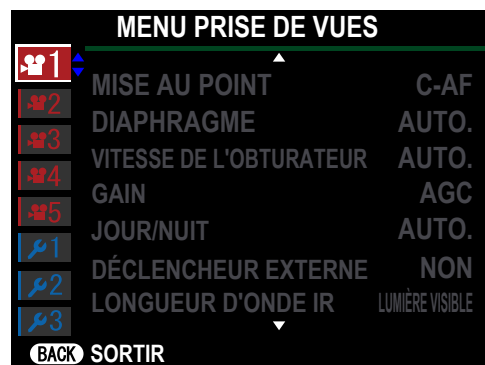 MENU PRISE DE VUES
1
MISE AU POINT C-AF
2
DIAPHRAGME AUTO.
3
VITESSE DE L'OBTURATEUR AUTO.
4
GAIN AGC
5
JOUR/NUIT AUTO.
1
DÉCLENCHEUR EXTERNE NON
2
LONGUEUR D'ONDE IR LUMIÈRE VISIBLE
3
BACK SORTIR